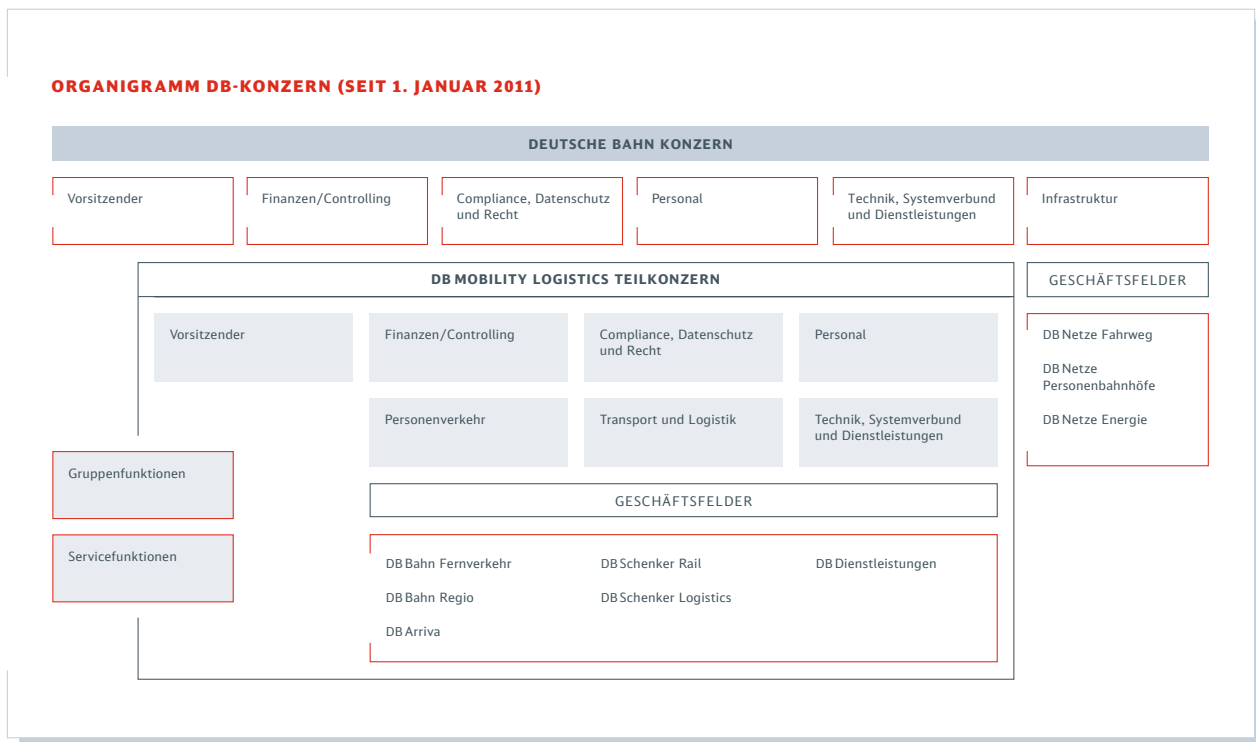 ORGANIGRAMM DB-KONZERN (SEIT 1. JANUAR 2011)
DEUTSCHE BAHN KONZERN
Vorsitzender
Finanzen/Controlling
Compliance, Datenschutz
und Recht
Personal
Technik, Systemverbund
und Dienstleistungen
Infrastruktur
DB MOBILITY LOGISTICS TEILKONZERN
Vorsitzender
Finanzen/Controlling
Compliance, Datenschutz
und Recht
Personal
Personenverkehr
Transport und Logistik
Technik, Systemverbund
und Dienstleistungen
Gruppenfunktionen
Servicefunktionen
GESCHÄFTSFELDER
DB Bahn Fernverkehr
DB Bahn Regio
DB Arriva
DB Schenker Rail
DB Schenker Logistics
DB Dienstleistungen
GESCHÄFTSFELDER
DB Netze Fahrweg
DB Netze
Personenbahnhöfe
DB Netze Energie